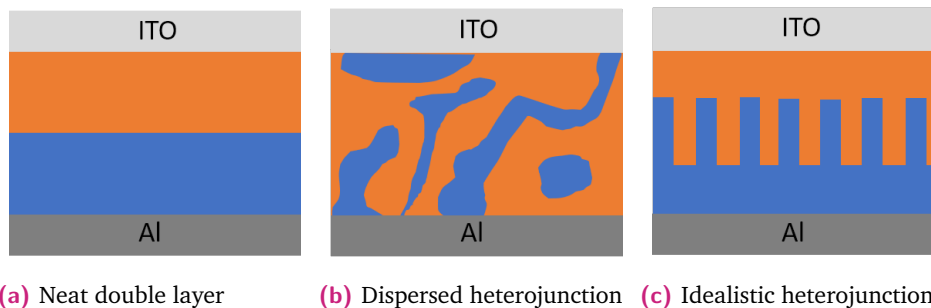 ITO
ITO
ITO
Al
Al
Al
(a) Neat double layer
(b) Dispersed heterojunction
(c) Idealistic heterojunction